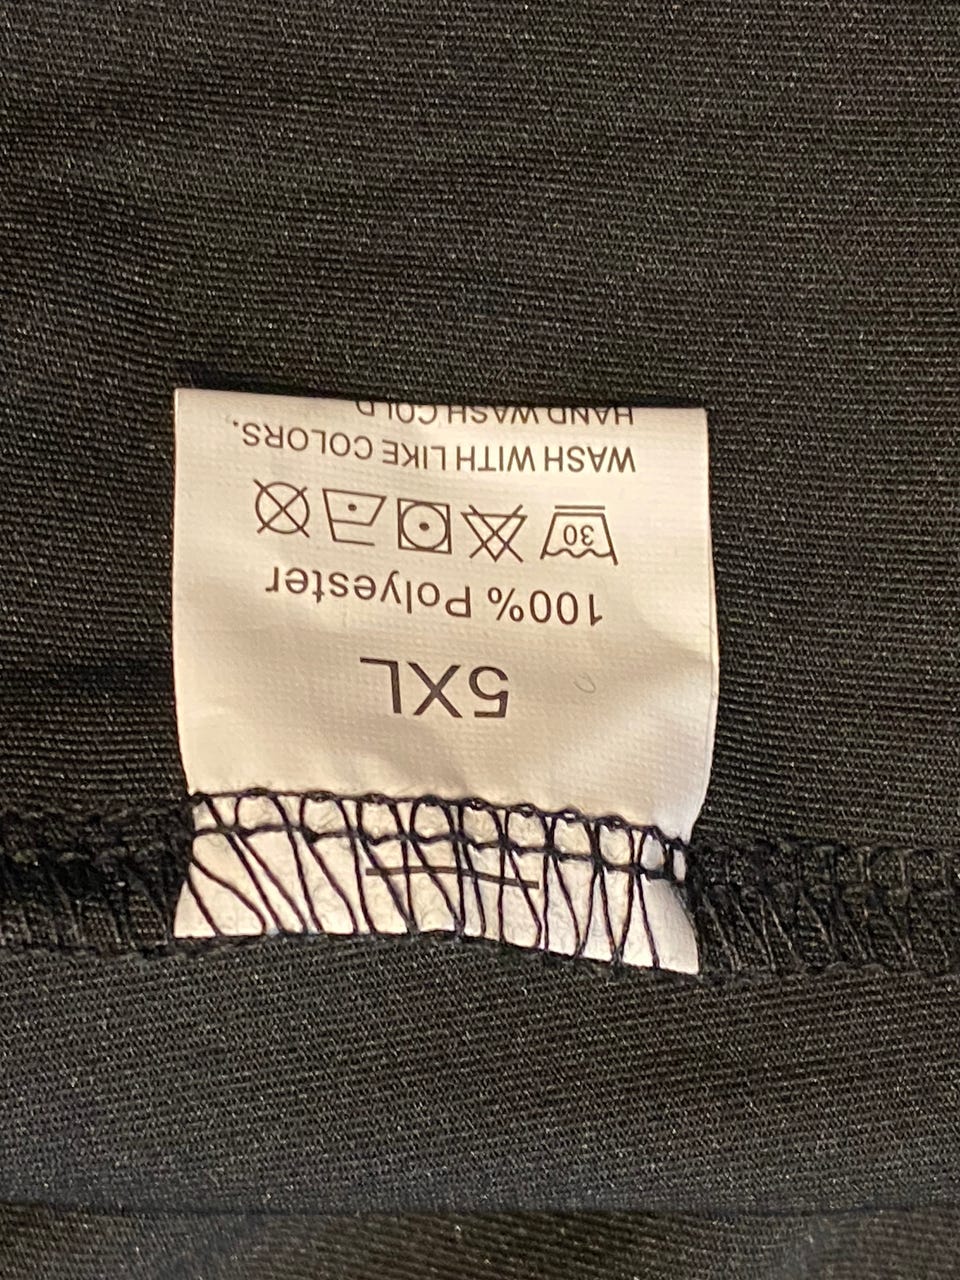 5XL
100% Polyester
30
WASH WITH LIKE COLORS.
HAND WASH COLD